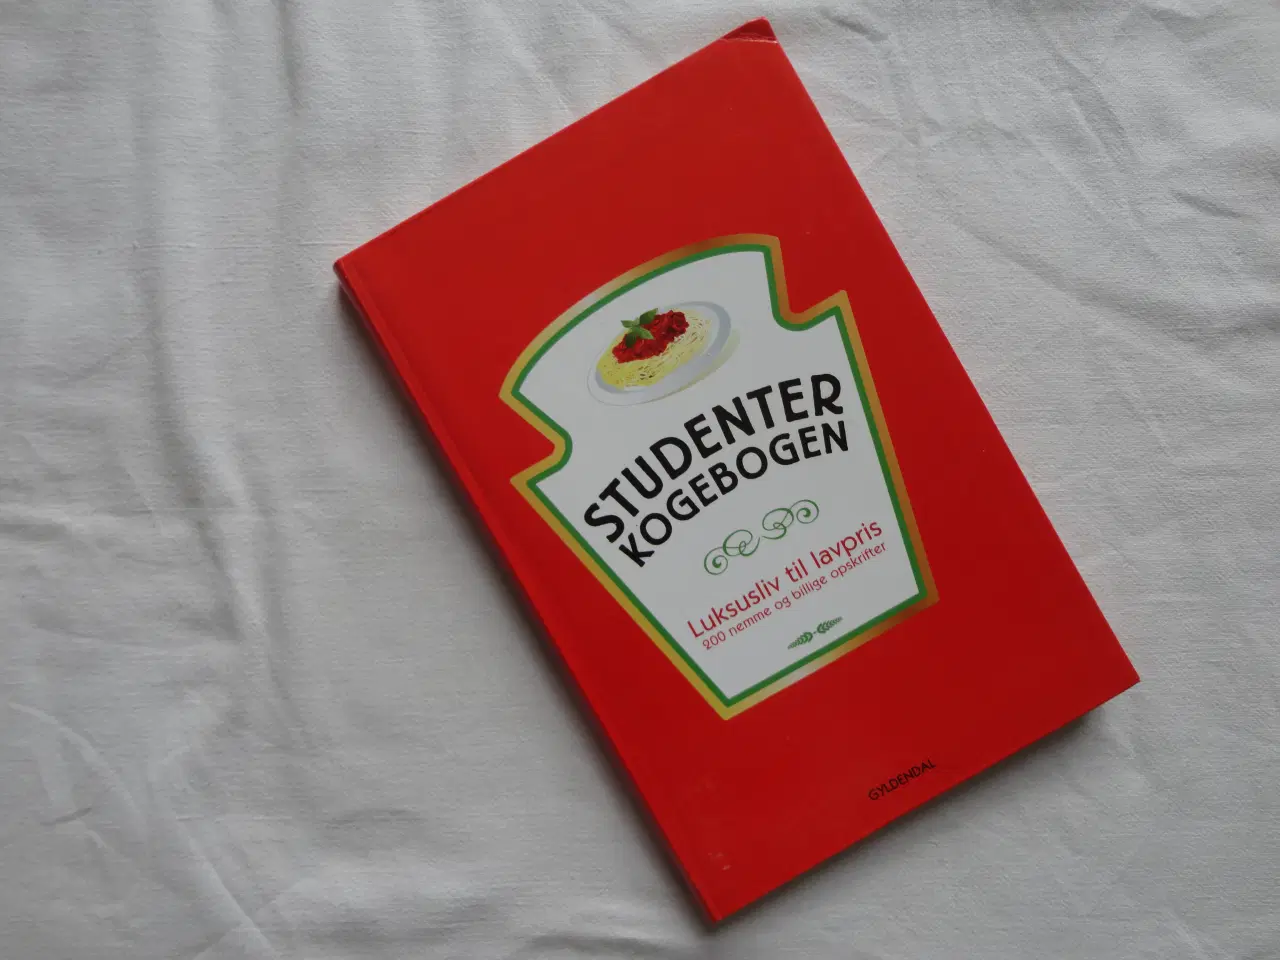 STUDENTER
KOGEBOGEN
Luksusliv til lavpris
200 nemme og billige opskrifter
GYLDENDAL